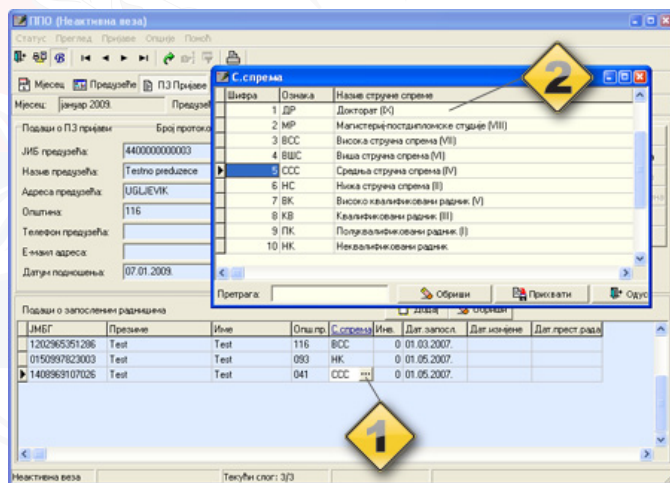 ППО (Неактивна веза)
Статус Преглед Пријаве Опције Помоћ
Мјесец Предузеће ПЗ Пријаве
Мјесец: јануар 2009.
Подаци о ПЗ пријави
ЈИБ предузећа: 4400000000003
Назив предузећа: Testno preduzece
Адреса предузећа: UGLJEVIK
Општина: 116
Телефон предузећа:
Е-маил адреса:
Датум подношења: 07.01.2009.
С.спрема
Шифра Ознака Назив стручне спреме
1 ДР Докторат (IX)
2 МР Магистериј-постдипломске студије (VIII)
3 ВСС Висока стручна спрема (VII)
4 ВШС Виша стручна спрема (VI)
5 ССС Средња стручна спрема (IV)
6 НС Нижа стручна спрема (II)
7 ВК Високо квалификовани радник (V)
8 КВ Квалификовани радник (III)
9 ПК Полуквалификовани радник (I)
10 НК Неквалификовани радник
Претрага: Обриши Прихвати
2
Подаци о запосленим радницима
ЈМБГ Презиме Име Општ.пр. С.спрема Инв. Дат.запосл. Дат.измјене Дат.прест.рада
1202965351286 Test Test 116 ВСС 0 01.03.2007.
0150997823003 Test Test 093 НК 0 01.05.2007.
1408969107026 Test Test 041 ССС ... 0 01.05.2007.
1
Неактивна веза Текући слог: 3/3